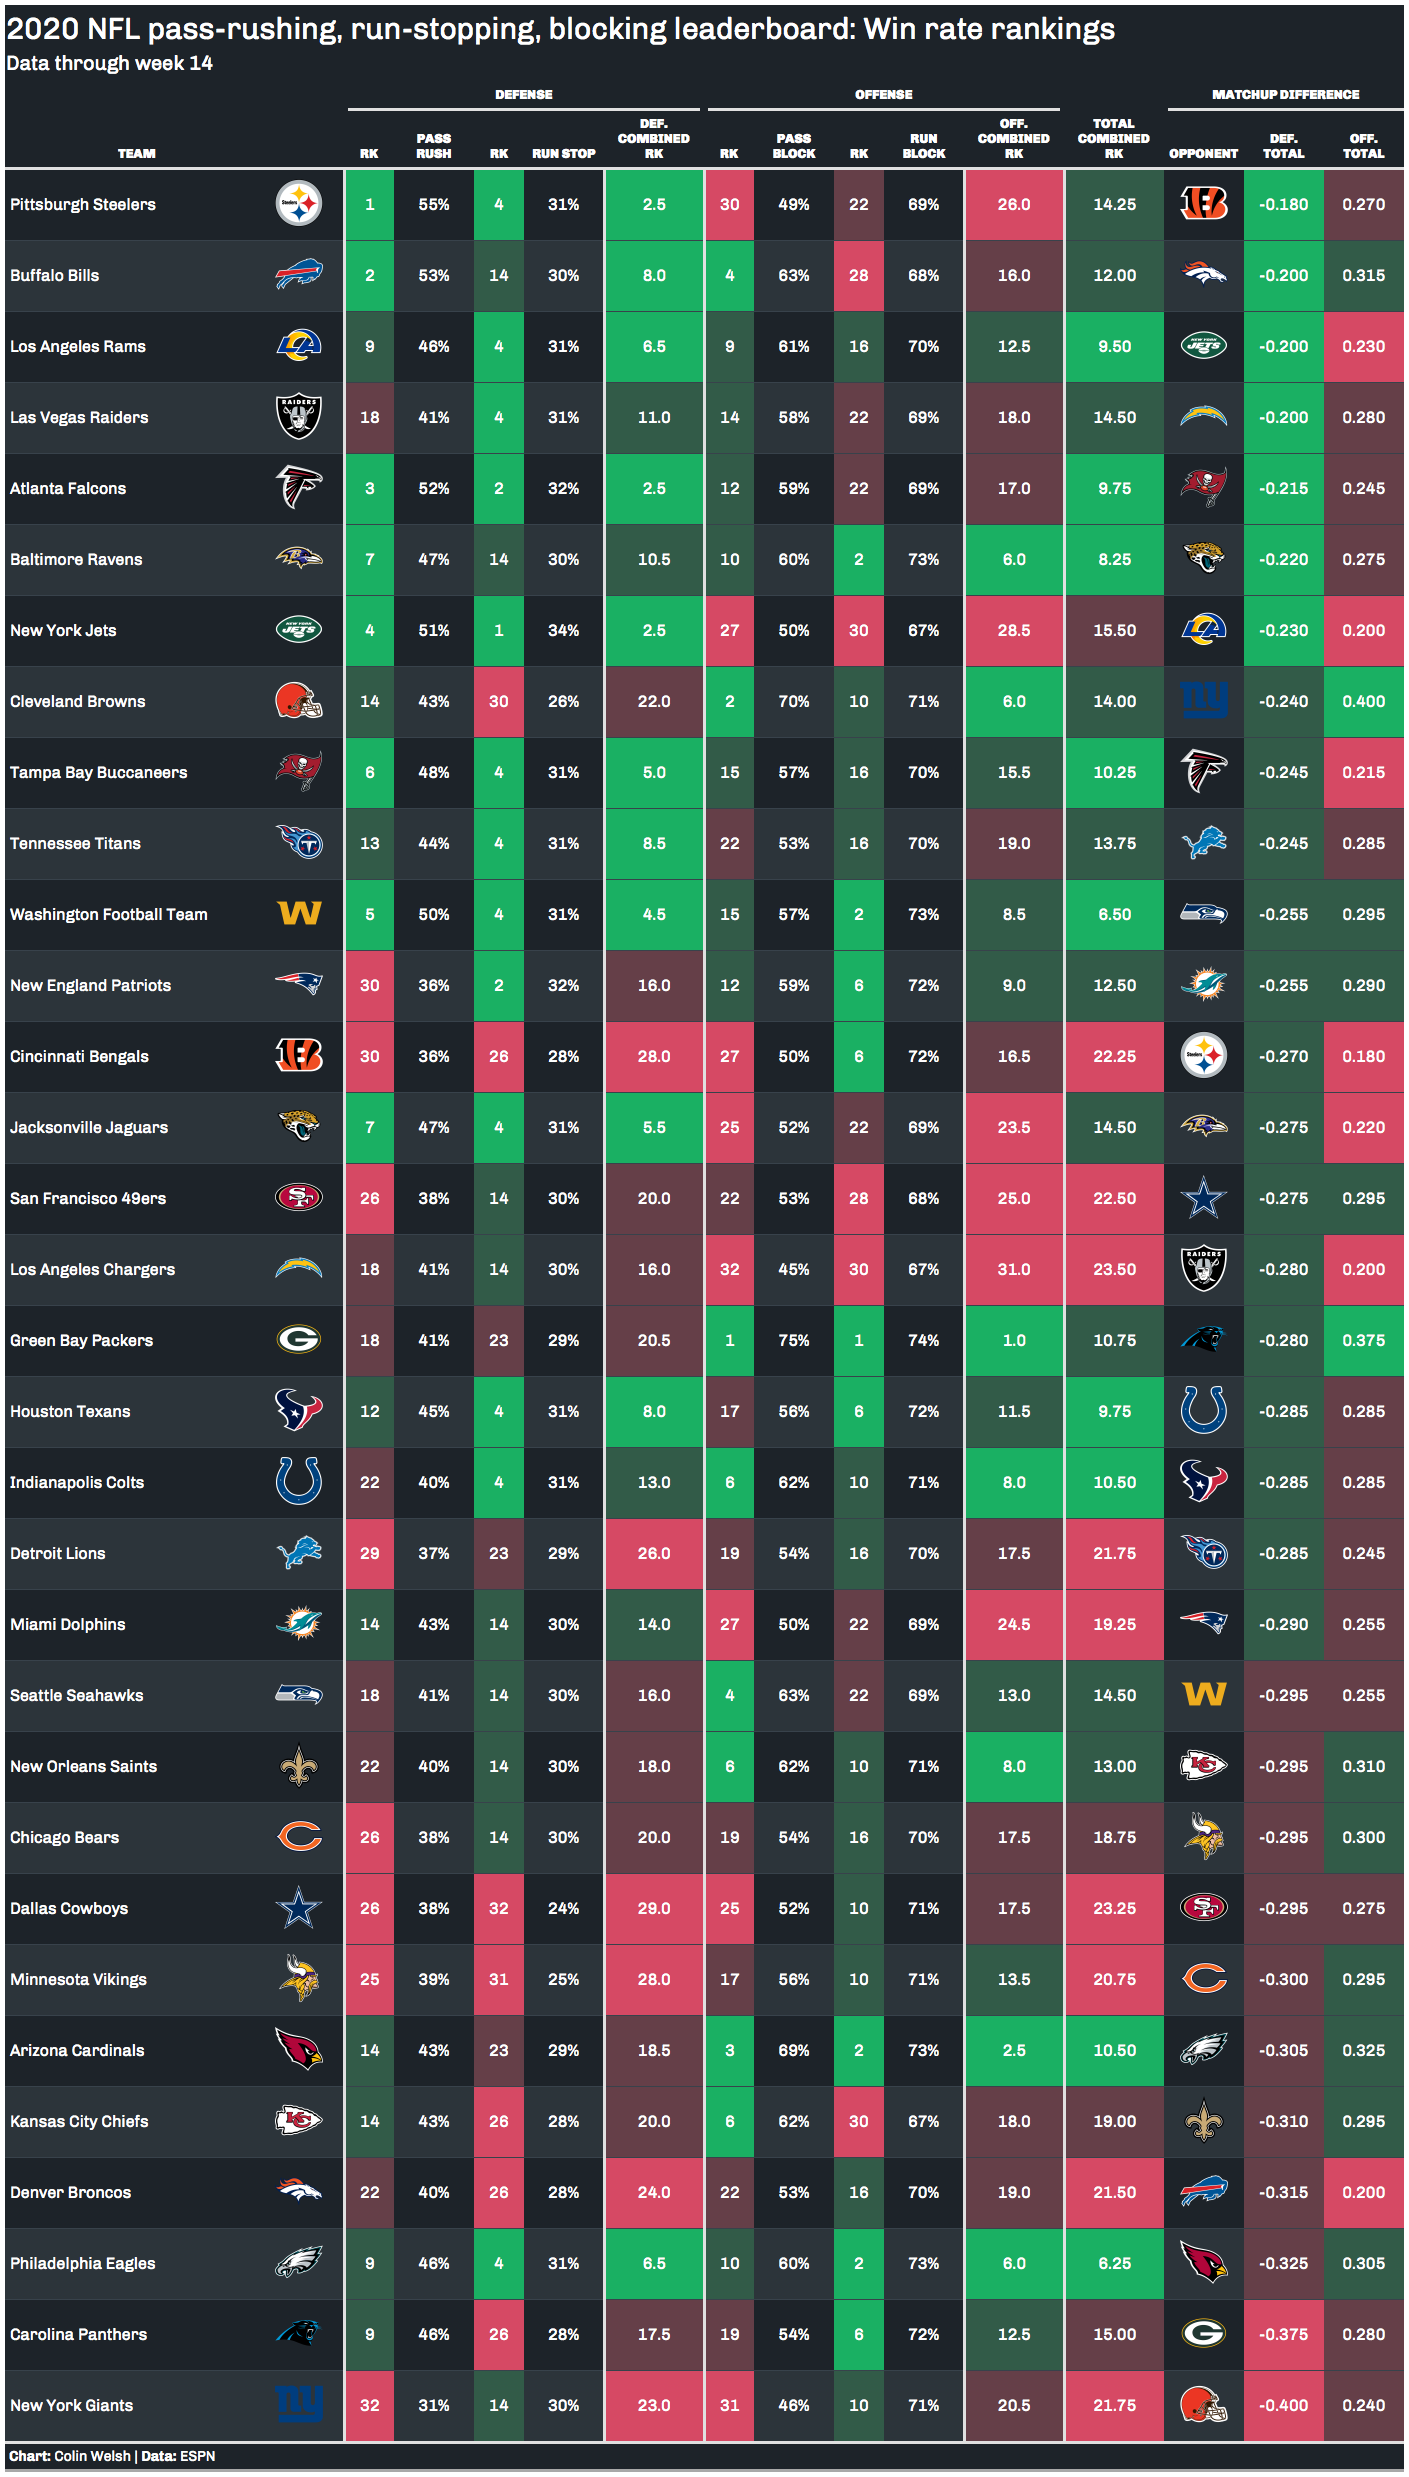 2020 NFL pass-rushing, run-stopping, blocking leaderboard: Win rate rankings
Data through week 14
DEFENSE OFFENSE MATCHUP DIFFERENCE
TEAM RK PASS RUSH RK RUN STOP DEF. COMBINED RK RK PASS BLOCK RK RUN BLOCK OFF. COMBINED RK TOTAL COMBINED RK OPPONENT DEF. TOTAL OFF. TOTAL
Pittsburgh Steelers Steelers 1 55% 4 31% 2.5 30 49% 22 69% 26.0 14.25 -0.180 0.270
Buffalo Bills 2 53% 14 30% 8.0 4 63% 28 68% 16.0 12.00 -0.200 0.315
Los Angeles Rams LA 9 46% 4 31% 6.5 9 61% 16 70% 12.5 9.50 NEW YORK JETS -0.200 0.230
Las Vegas Raiders RAIDERS 18 41% 4 31% 11.0 14 58% 22 69% 18.0 14.50 -0.200 0.280
Atlanta Falcons 3 52% 2 32% 2.5 12 59% 22 69% 17.0 9.75 -0.215 0.245
Baltimore Ravens 7 47% 14 30% 10.5 10 60% 2 73% 6.0 8.25 -0.220 0.275
New York Jets NEW YORK JETS 4 51% 1 34% 2.5 27 50% 30 67% 28.5 15.50 LA -0.230 0.200
Cleveland Browns 14 43% 30 26% 22.0 2 70% 10 71% 6.0 14.00 ny -0.240 0.400
Tampa Bay Buccaneers 6 48% 4 31% 5.0 15 57% 16 70% 15.5 10.25 -0.245 0.215
Tennessee Titans T 13 44% 4 31% 8.5 22 53% 16 70% 19.0 13.75 -0.245 0.285
Washington Football Team W 5 50% 4 31% 4.5 15 57% 2 73% 8.5 6.50 -0.255 0.295
New England Patriots 30 36% 2 32% 16.0 12 59% 6 72% 9.0 12.50 -0.255 0.290
Cincinnati Bengals B 30 36% 26 28% 28.0 27 50% 6 72% 16.5 22.25 Steelers -0.270 0.180
Jacksonville Jaguars 7 47% 4 31% 5.5 25 52% 22 69% 23.5 14.50 -0.275 0.220
San Francisco 49ers SF 26 38% 14 30% 20.0 22 53% 28 68% 25.0 22.50 -0.275 0.295
Los Angeles Chargers 18 41% 14 30% 16.0 32 45% 30 67% 31.0 23.50 RAIDERS -0.280 0.200
Green Bay Packers G 18 41% 23 29% 20.5 1 75% 1 74% 1.0 10.75 -0.280 0.375
Houston Texans 12 45% 4 31% 8.0 17 56% 6 72% 11.5 9.75 -0.285 0.285
Indianapolis Colts 22 40% 4 31% 13.0 6 62% 10 71% 8.0 10.50 -0.285 0.285
Detroit Lions 29 37% 23 29% 26.0 19 54% 16 70% 17.5 21.75 T -0.285 0.245
Miami Dolphins 14 43% 14 30% 14.0 27 50% 22 69% 24.5 19.25 -0.290 0.255
Seattle Seahawks 18 41% 14 30% 16.0 4 63% 22 69% 13.0 14.50 W -0.295 0.255
New Orleans Saints 22 40% 14 30% 18.0 6 62% 10 71% 8.0 13.00 KC -0.295 0.310
Chicago Bears C 26 38% 14 30% 20.0 19 54% 16 70% 17.5 18.75 -0.295 0.300
Dallas Cowboys 26 38% 32 24% 29.0 25 52% 10 71% 17.5 23.25 SF -0.295 0.275
Minnesota Vikings 25 39% 31 25% 28.0 17 56% 10 71% 13.5 20.75 C -0.300 0.295
Arizona Cardinals 14 43% 23 29% 18.5 3 69% 2 73% 2.5 10.50 -0.305 0.325
Kansas City Chiefs KC 14 43% 26 28% 20.0 6 62% 30 67% 18.0 19.00 -0.310 0.295
Denver Broncos 22 40% 26 28% 24.0 22 53% 16 70% 19.0 21.50 -0.315 0.200
Philadelphia Eagles 9 46% 4 31% 6.5 10 60% 2 73% 6.0 6.25 -0.325 0.305
Carolina Panthers 9 46% 26 28% 17.5 19 54% 6 72% 12.5 15.00 G -0.375 0.280
New York Giants ny 32 31% 14 30% 23.0 31 46% 10 71% 20.5 21.75 -0.400 0.240
Chart: Colin Welsh | Data: ESPN